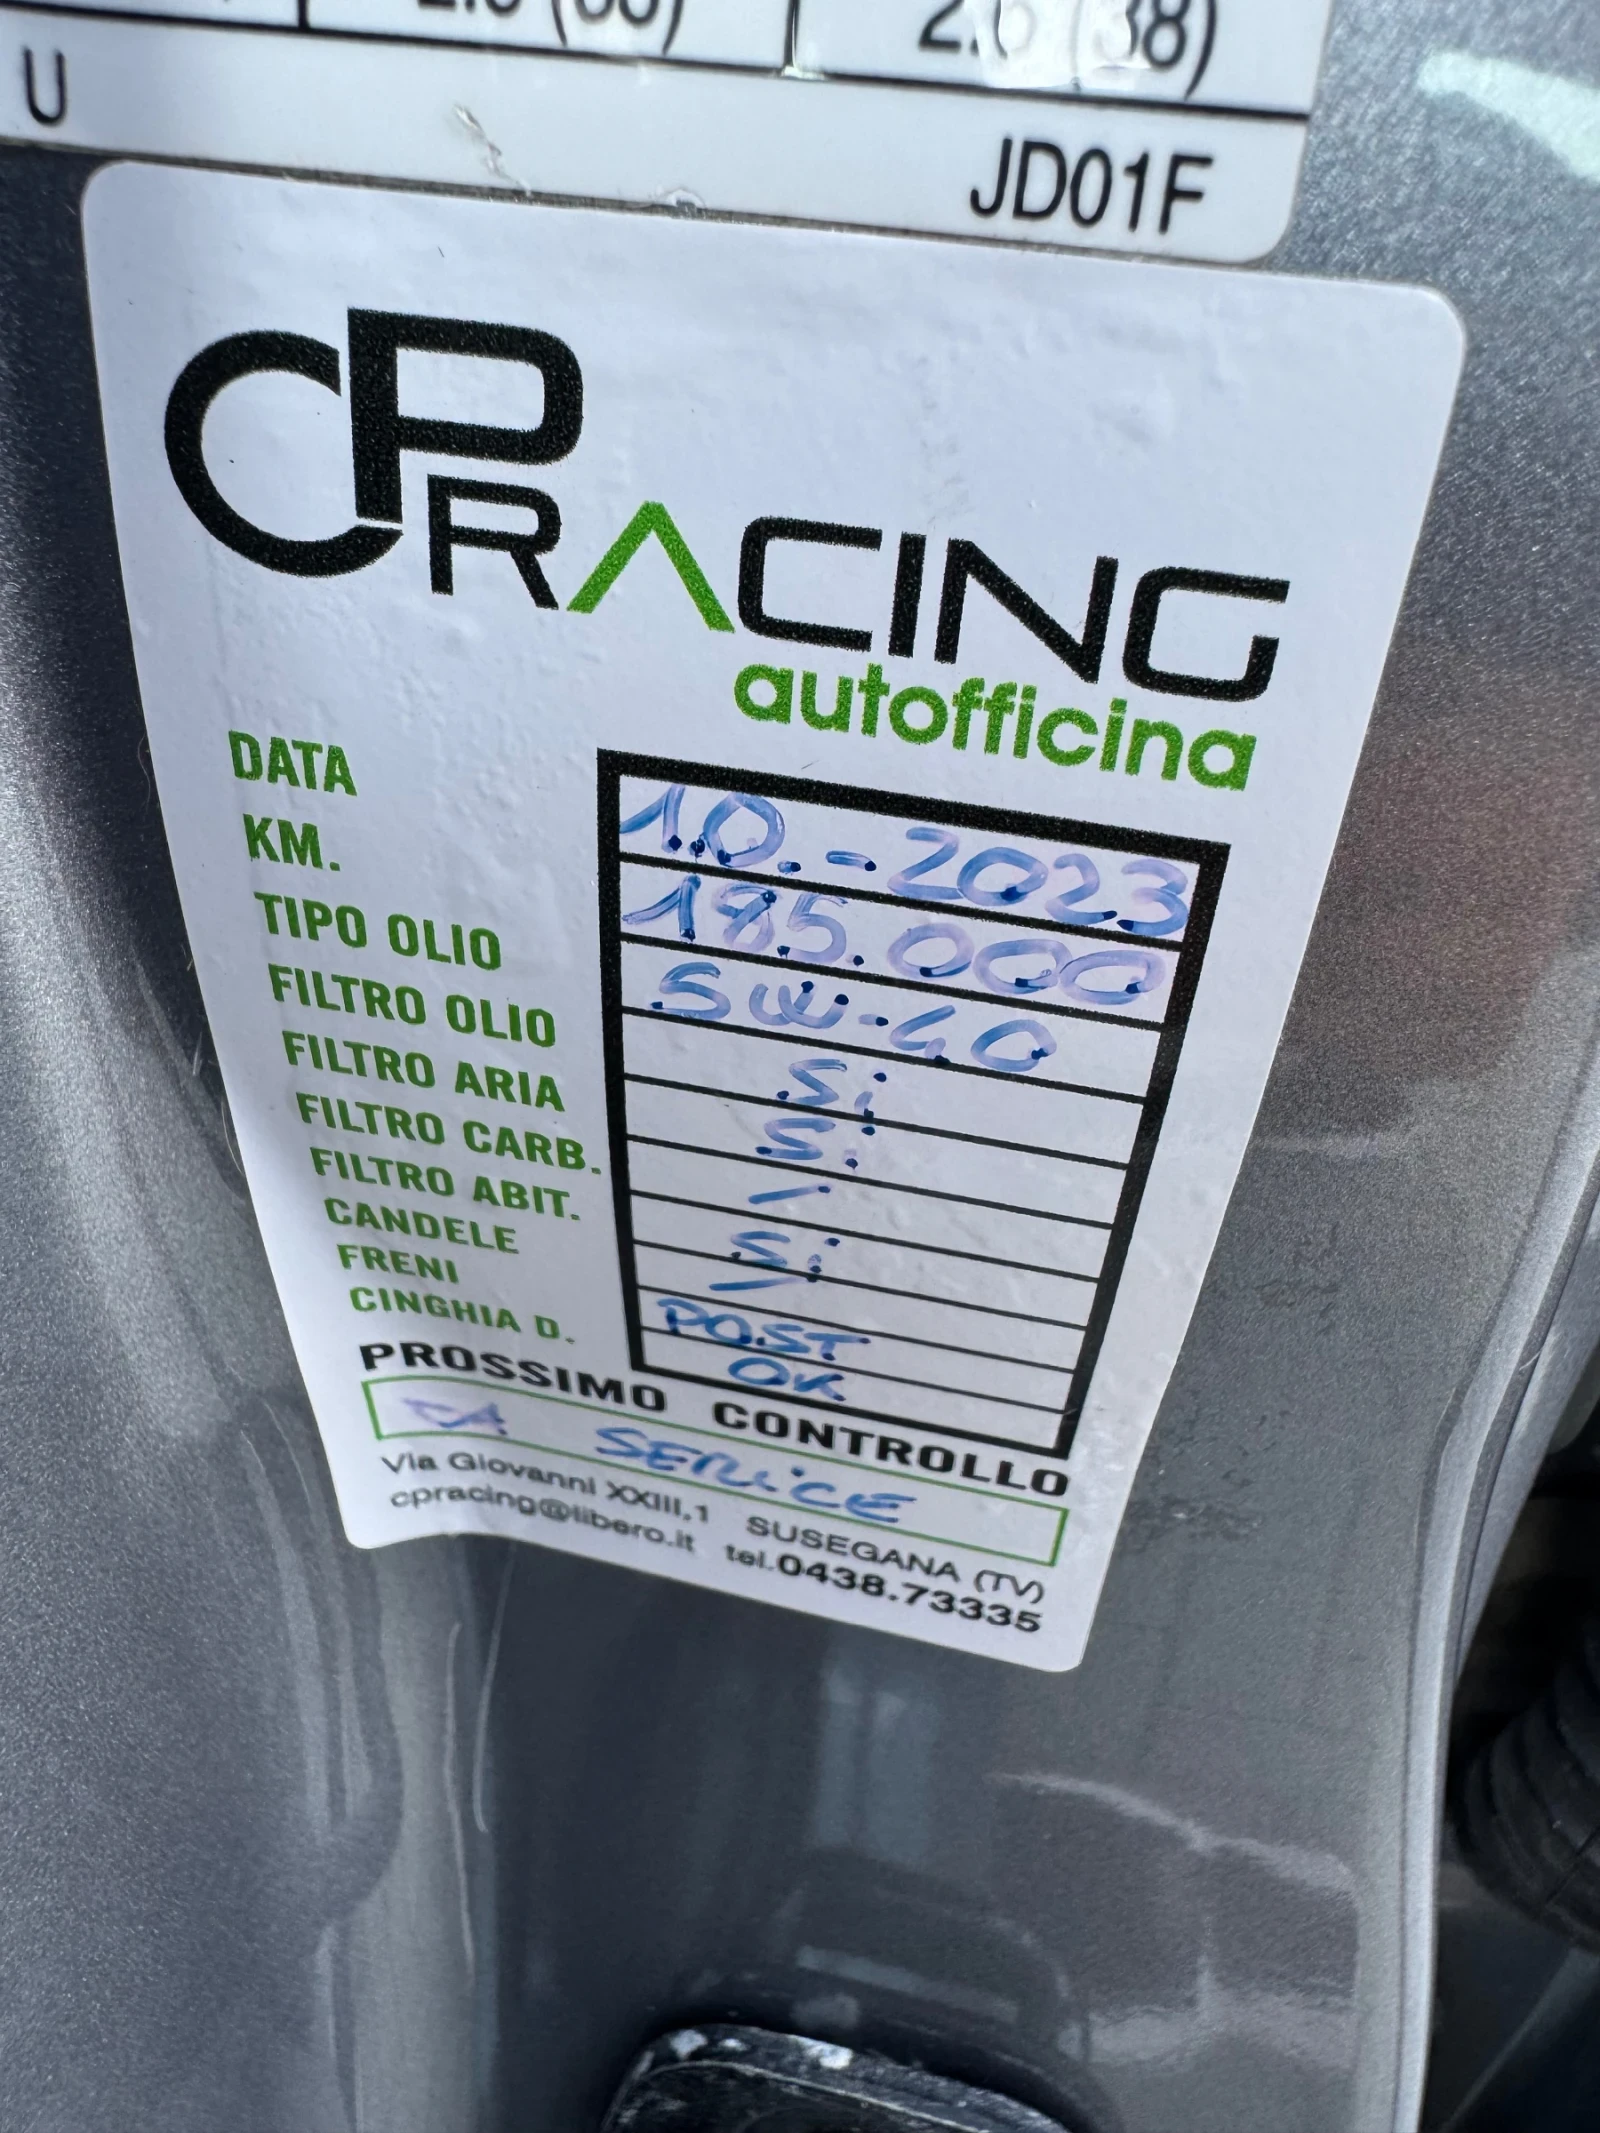 U
JD01F
CP RACING
autofficina
DATA 10.-2023
KM. 185.000
TIPO OLIO 5W-40
FILTRO OLIO Si
FILTRO ARIA Si
FILTRO CARB. /
FILTRO ABIT. Si
CANDELE /
FRENI POST
CINGHIA D. OK
PROSSIMO CONTROLLO
DA SERVICE
Via Giovanni XXIII,1 SUSEGANA (TV)
cpracing@libero.it tel.0438.73335